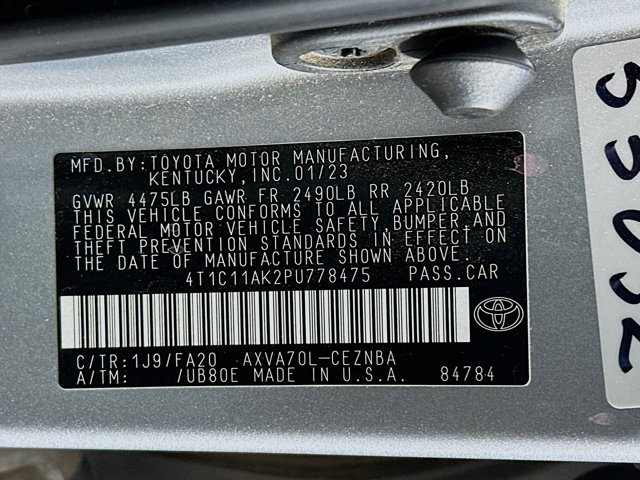 MFD.BY:TOYOTA MOTOR MANUFACTURING,
KENTUCKY,INC.01/23
GVWR 4475LB GAWR FR 2490LB RR 2420LB
THIS VEHICLE CONFORMS TO ALL APPLICABLE
FEDERAL MOTOR VEHICLE SAFETY,BUMPER,AND
THEFT PREVENTION STANDARDS IN EFFECT ON
THE DATE OF MANUFACTURE SHOWN ABOVE.
4T1C11AK2PU778475 PASS.CAR
C/TR:1J9/FA20 AXVA70L-CEZNBA
A/TM: /UB80E MADE IN U.S.A. 84784